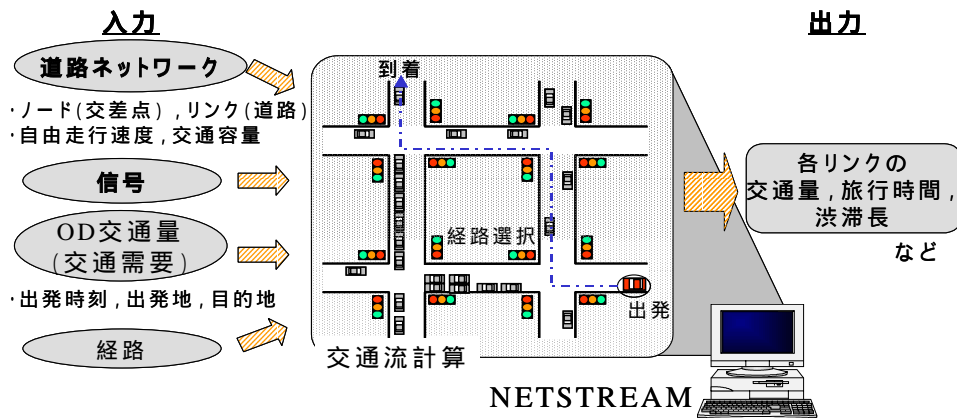 入力
道路ネットワーク
・ノード(交差点),リンク(道路)
・自由走行速度,交通容量
信号
OD交通量
(交通需要)
・出発時刻,出発地,目的地
経路
到着
経路選択
出発
交通流計算
NETSTREAM
出力
各リンクの
交通量,旅行時間,
渋滞長
など